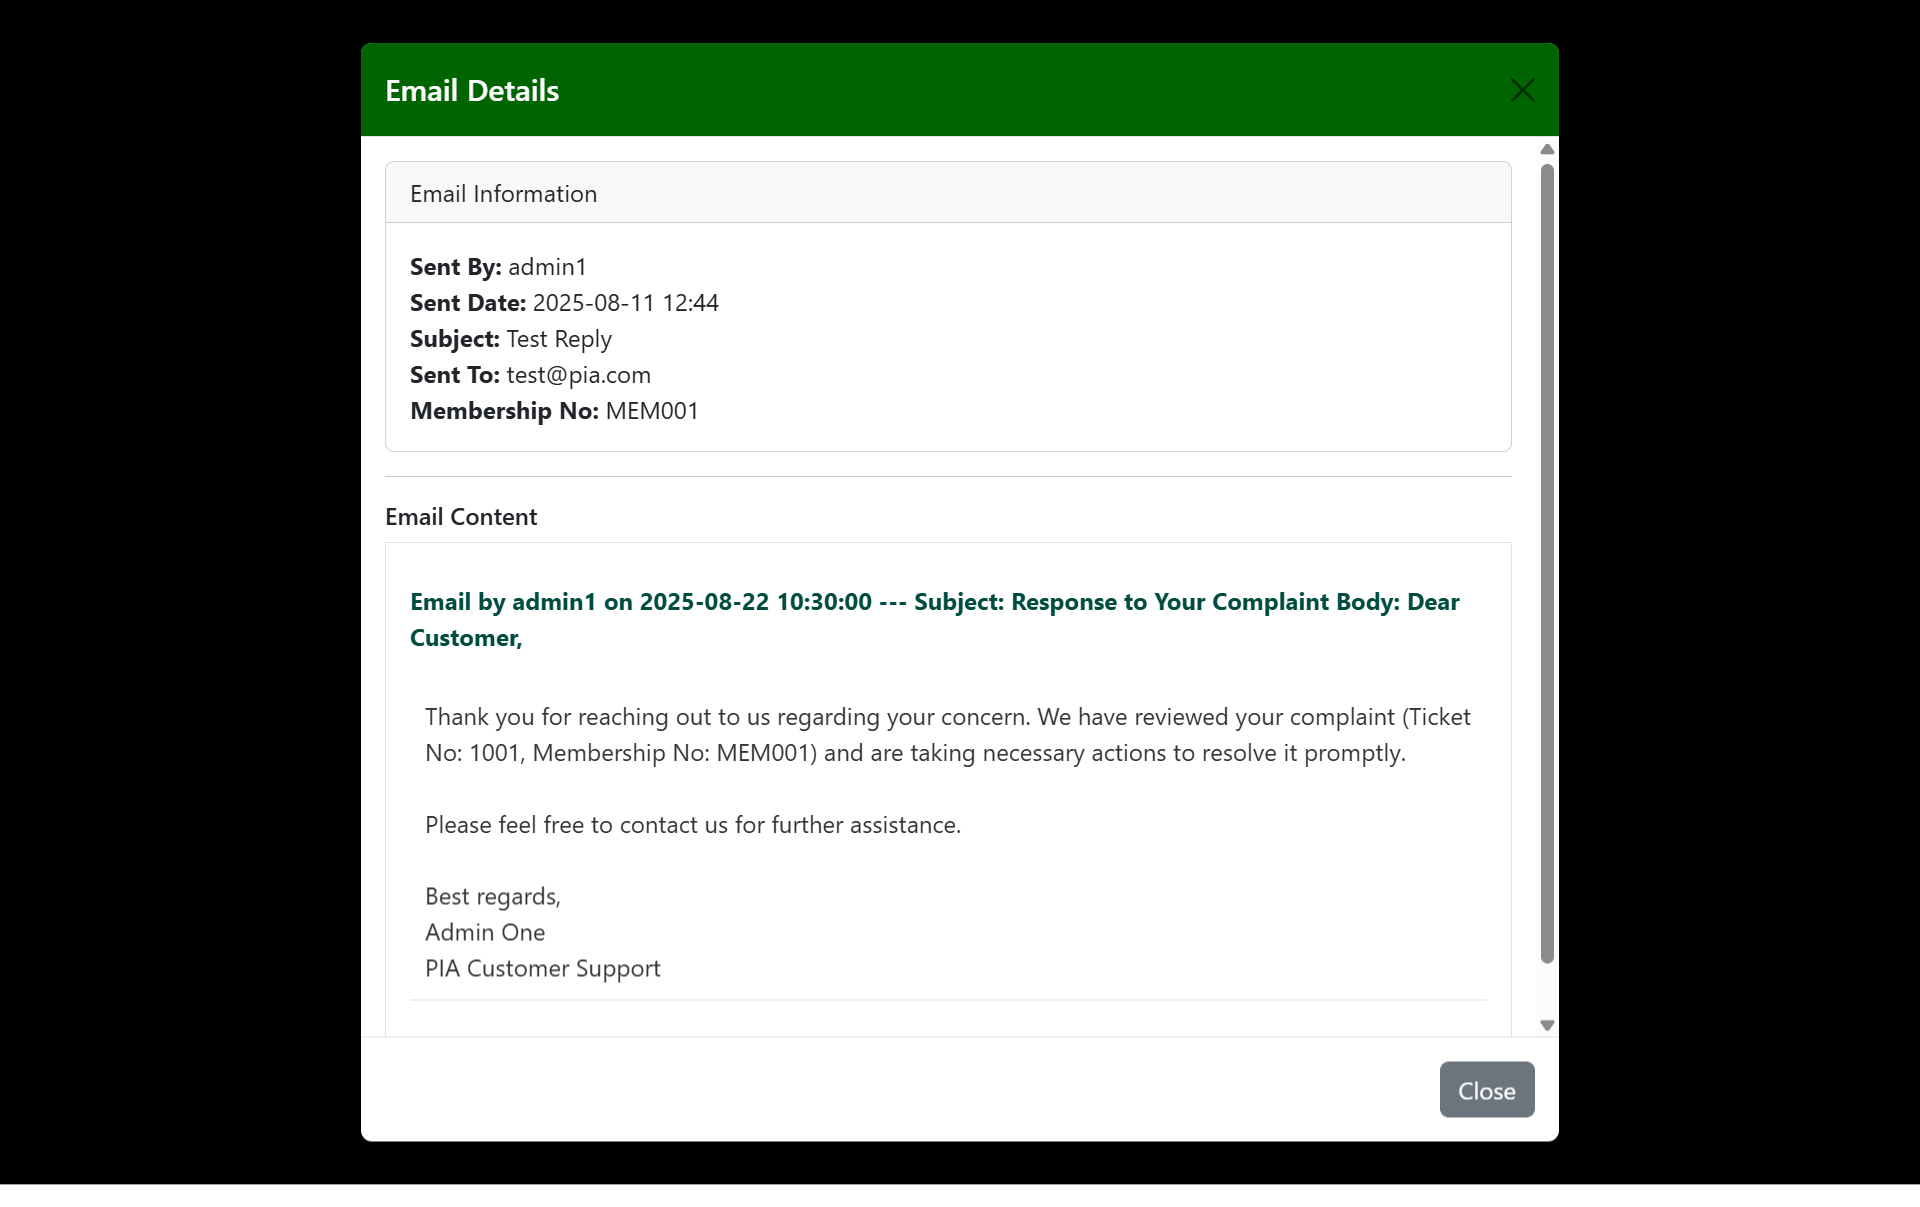 Email Details
Email Information
Sent By: admin1
Sent Date: 2025-08-11 12:44
Subject: Test Reply
Sent To: test@pia.com
Membership No: MEM001
Email Content
Email by admin1 on 2025-08-22 10:30:00 --- Subject: Response to Your Complaint Body: Dear
Customer,
Thank you for reaching out to us regarding your concern. We have reviewed your complaint (Ticket
No: 1001, Membership No: MEM001) and are taking necessary actions to resolve it promptly.
Please feel free to contact us for further assistance.
Best regards,
Admin One
PIA Customer Support
Close